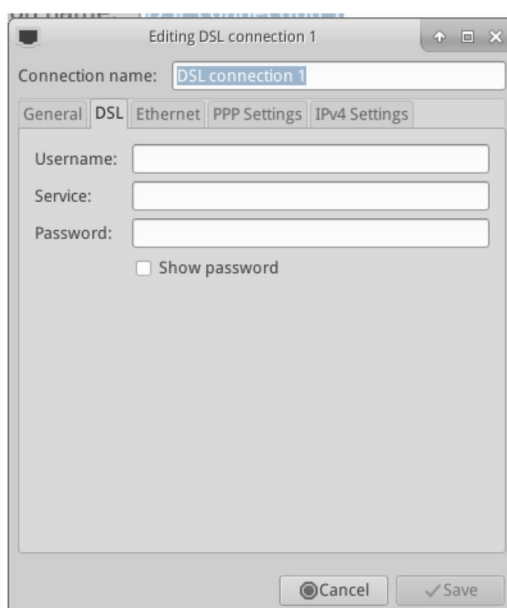 Editing DSL connection 1
Connection name: DSL connection 1
General DSL Ethernet PPP Settings IPv4 Settings
Username:
Service:
Password:
Show password
Cancel Save